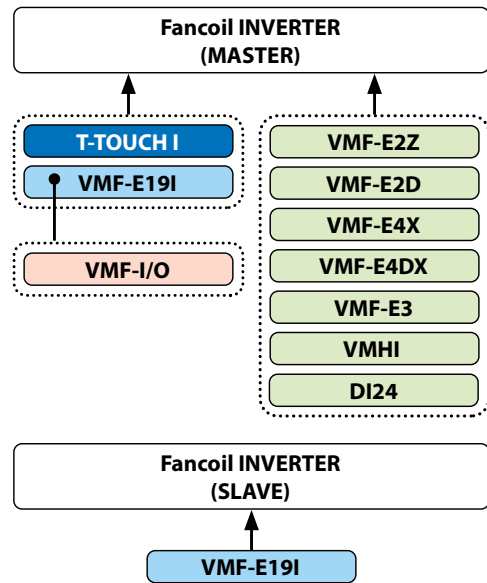 Fancoil INVERTER
(MASTER)
T-TOUCH I
VMF-E19I
VMF-I/O
VMF-E2Z
VMF-E2D
VMF-E4X
VMF-E4DX
VMF-E3
VMHI
DI24
Fancoil INVERTER
(SLAVE)
VMF-E19I